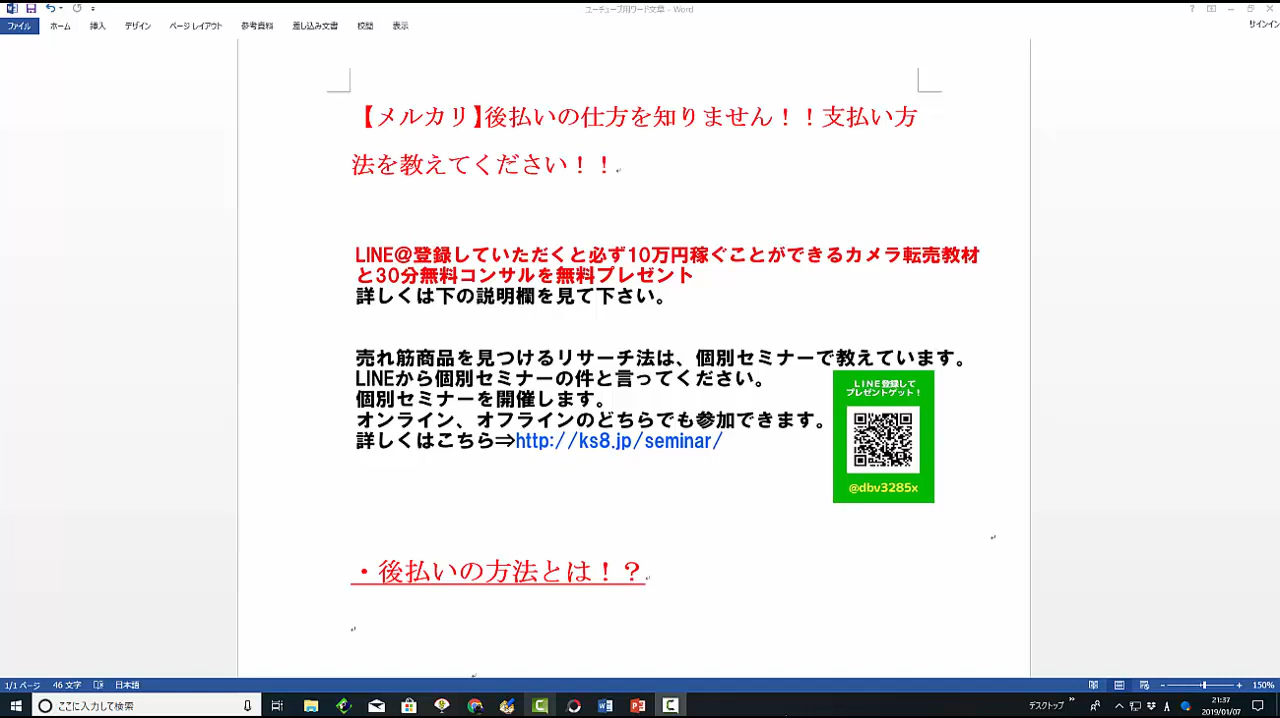 ユーチューブ用ワード文章 - Word
ファイル ホーム 挿入 デザイン ページ レイアウト 参考資料 差し込み文書 校閲 表示 サインイン
【メルカリ】後払いの仕方を知りません！！支払い方
法を教えてください！！
LINE@登録していただくと必ず10万円稼ぐことができるカメラ転売教材
と30分無料コンサルを無料プレゼント
詳しくは下の説明欄を見て下さい。
売れ筋商品を見つけるリサーチ法は、個別セミナーで教えています。
LINEから個別セミナーの件と言ってください。
個別セミナーを開催します。
オンライン、オフラインのどちらでも参加できます。
詳しくはこちら⇒http://ks8.jp/seminar/
LINE登録して
プレゼントゲット！
@dbv3285x
・後払いの方法とは！？
1/1 ページ 46 文字 日本語 150%
ここに入力して検索 デスクトップ 21:37
2019/01/07